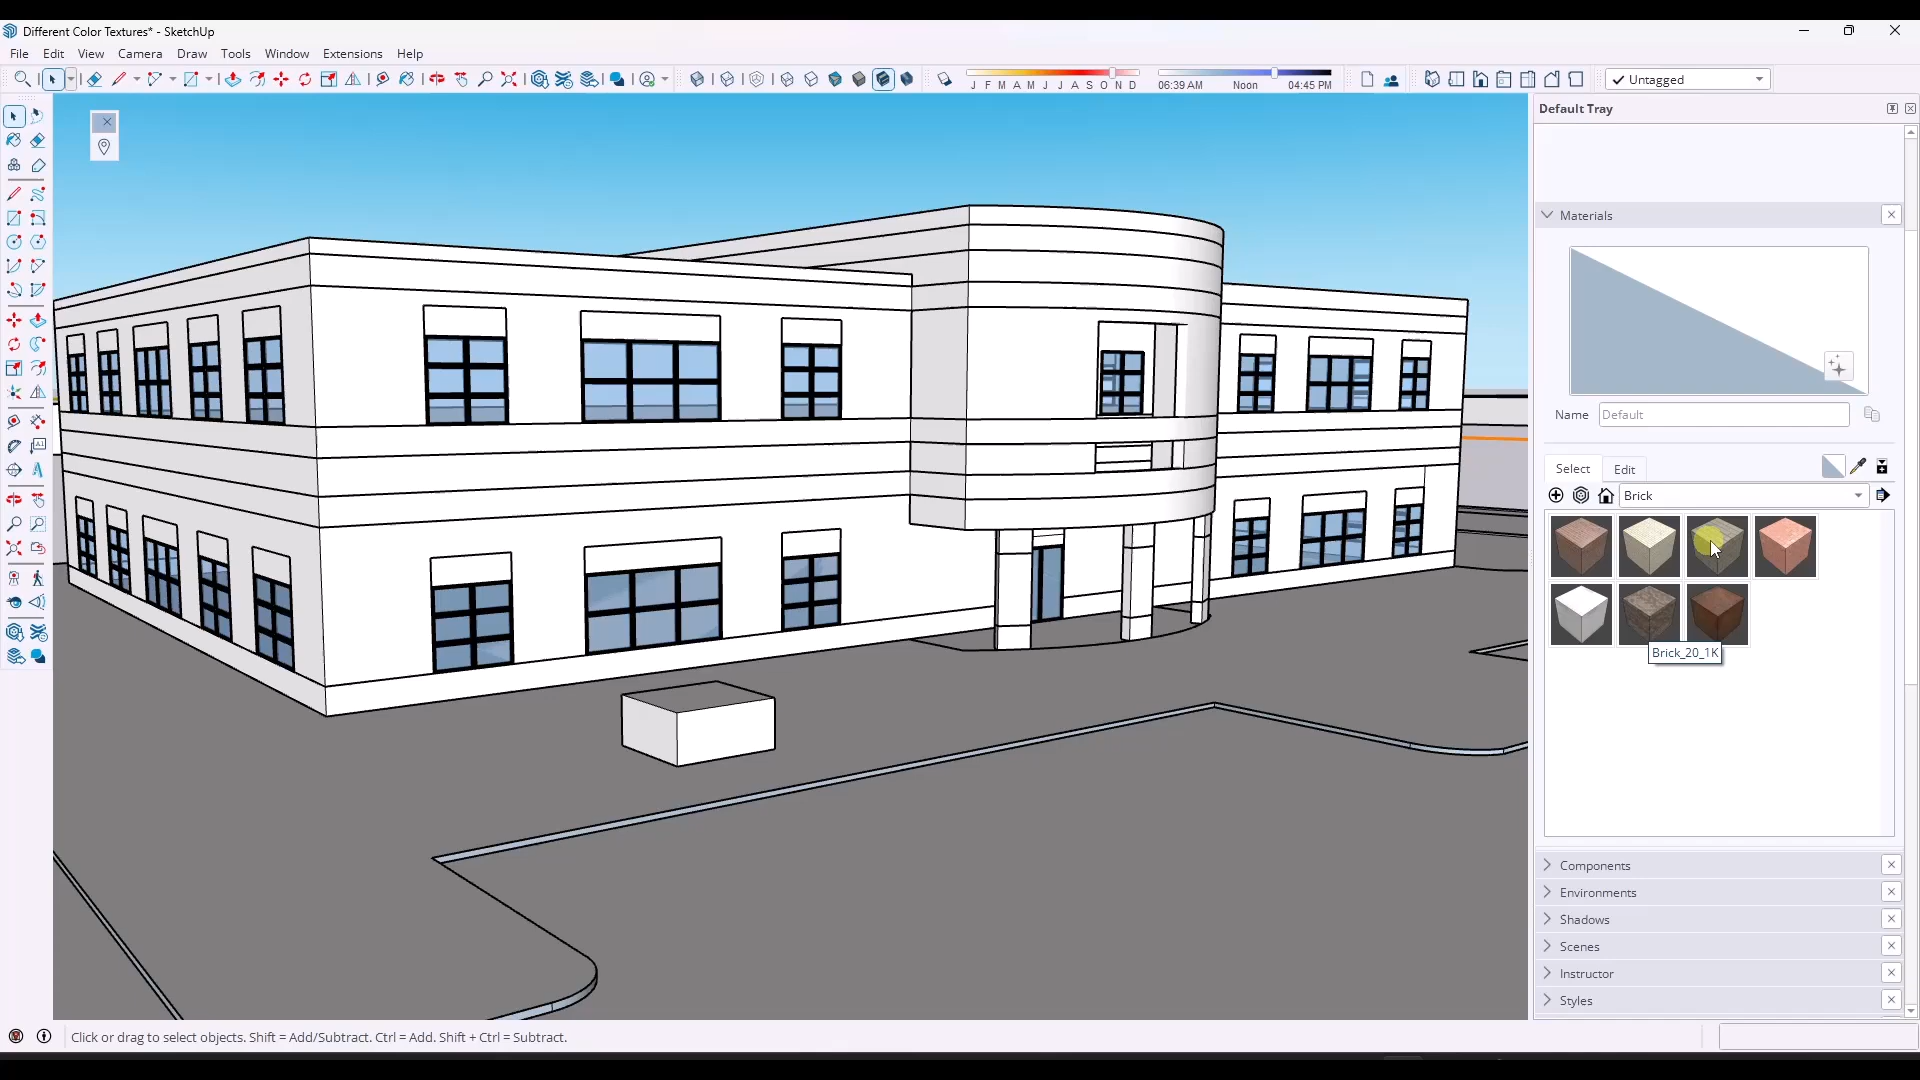 Different Color Textures* - SketchUp
File Edit View Camera Draw Tools Window Extensions Help
J F M A M J J A S O N D
06:39 AM Noon 04:45 PM
Untagged
Default Tray
Materials
Name Default
Select Edit
Brick
Brick_20_1K
Components
Environments
Shadows
Scenes
Instructor
Styles
Click or drag to select objects. Shift = Add/Subtract. Ctrl = Add. Shift + Ctrl = Subtract.